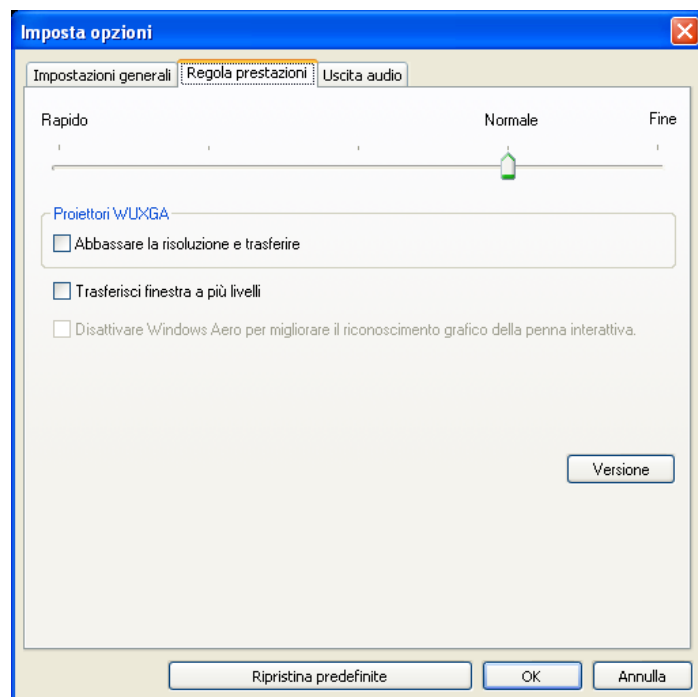 Imposta opzioni
Impostazioni generali Regola prestazioni Uscita audio
Rapido Normale Fine
Proiettori WUXGA
Abbassare la risoluzione e trasferire
Trasferisci finestra a più livelli
Disattivare Windows Aero per migliorare il riconoscimento grafico della penna interattiva.
Versione
Ripristina predefinite OK Annulla